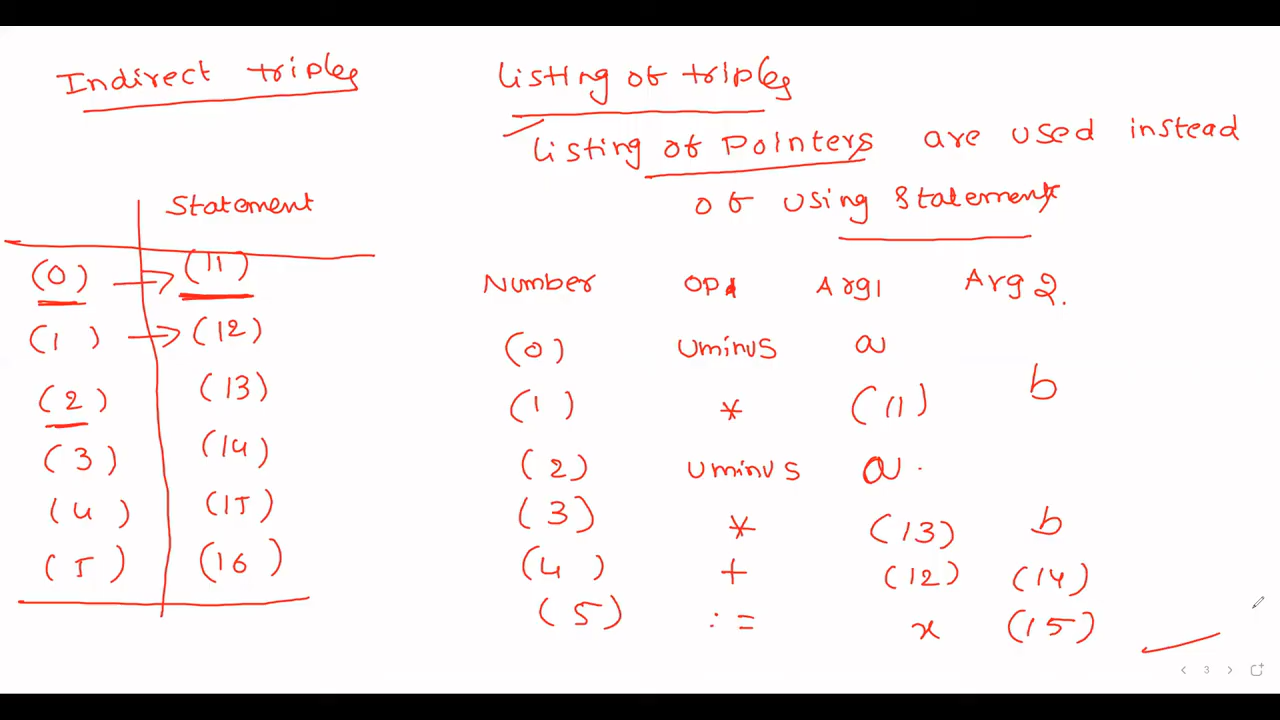 Indirect triples
Listing of triples
Listing of Pointers are used instead
of using statements
Statement
(0) → (11)
(1) → (12)
(2) (13)
(3) (14)
(4) (15)
(5) (16)
Number OP Arg1 Arg2.
(0) uminus a
(1) * (11) b
(2) uminus a
(3) * (13) b
(4) + (12) (14)
(5) := x (15)
3